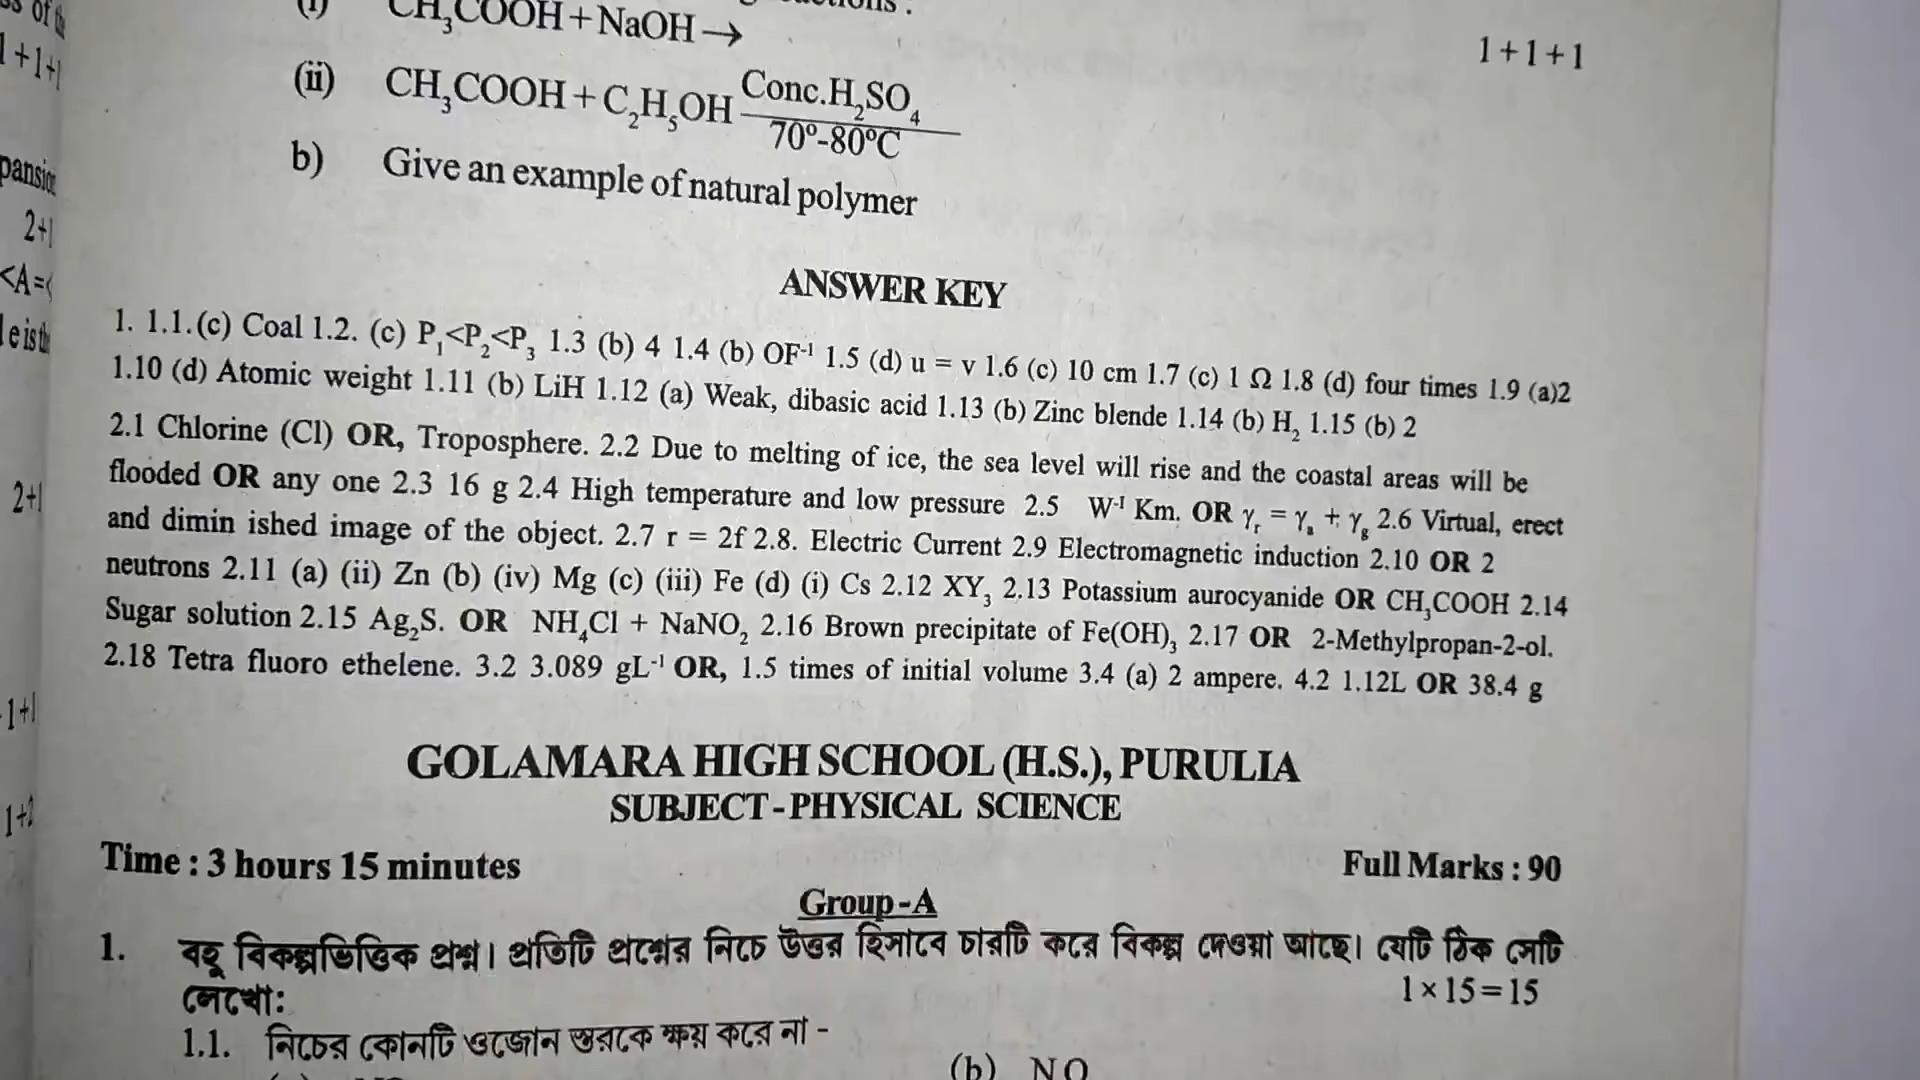 (i) CH₃COOH + NaOH →
1+1+1
(ii) CH₃COOH + C₂H₅OH Conc.H₂SO₄
70°-80°C
b) Give an example of natural polymer
ANSWER KEY
1. 1.1.(c) Coal 1.2. (c) P₁<P₂<P₃ 1.3 (b) 4 1.4 (b) OF⁻¹ 1.5 (d) u = v 1.6 (c) 10 cm 1.7 (c) 1 Ω 1.8 (d) four times 1.9 (a)2
1.10 (d) Atomic weight 1.11 (b) LiH 1.12 (a) Weak, dibasic acid 1.13 (b) Zinc blende 1.14 (b) H₂ 1.15 (b) 2
2.1 Chlorine (Cl) OR, Troposphere. 2.2 Due to melting of ice, the sea level will rise and the coastal areas will be
flooded OR any one 2.3 16 g 2.4 High temperature and low pressure 2.5 W⁻¹ Km. OR γᵣ = γₐ + γg 2.6 Virtual, erect
and dimin ished image of the object. 2.7 r = 2f 2.8. Electric Current 2.9 Electromagnetic induction 2.10 OR 2
neutrons 2.11 (a) (ii) Zn (b) (iv) Mg (c) (iii) Fe (d) (i) Cs 2.12 XY₃ 2.13 Potassium aurocyanide OR CH₃COOH 2.14
Sugar solution 2.15 Ag₂S. OR NH₄Cl + NaNO₂ 2.16 Brown precipitate of Fe(OH)₃ 2.17 OR 2-Methylpropan-2-ol.
2.18 Tetra fluoro ethelene. 3.2 3.089 gL⁻¹ OR, 1.5 times of initial volume 3.4 (a) 2 ampere. 4.2 1.12L OR 38.4 g
GOLAMARA HIGH SCHOOL (H.S.), PURULIA
SUBJECT - PHYSICAL SCIENCE
Time : 3 hours 15 minutes Full Marks : 90
Group -A
1. বহু বিকল্পভিত্তিক প্রশ্ন। প্রতিটি প্রশ্নের নিচে উত্তর হিসাবে চারটি করে বিকল্প দেওয়া আছে। যেটি ঠিক সেটি
লেখো: 1×15=15
1.1. নিচের কোনটি ওজোন স্তরকে ক্ষয় করে না -
(b) NO
2+1
<A=<
2+1
1+1
1+2